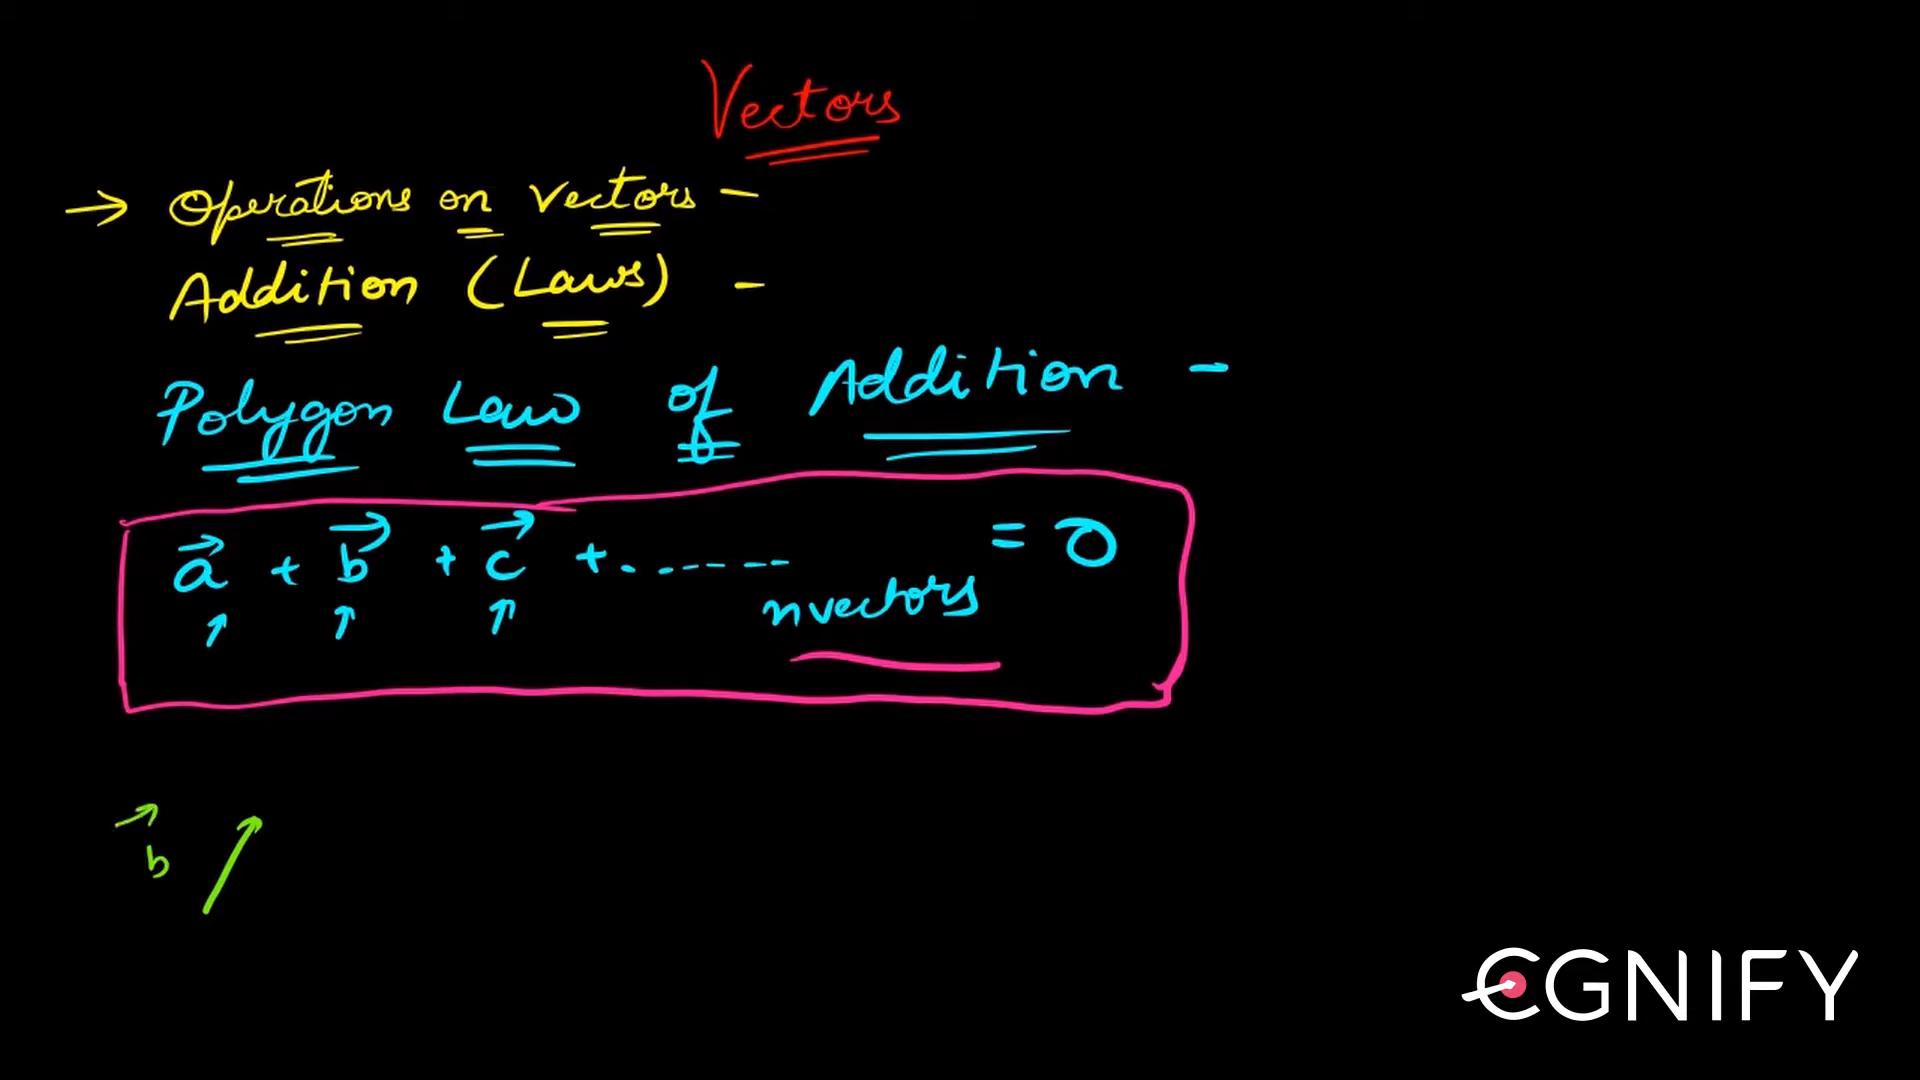 Vectors
→ Operations on vectors -
Addition (Laws) -
Polygon Law of Addition -
a⃗ + b⃗ + c⃗ + ....... n vectors = 0
b⃗
EGNIFY